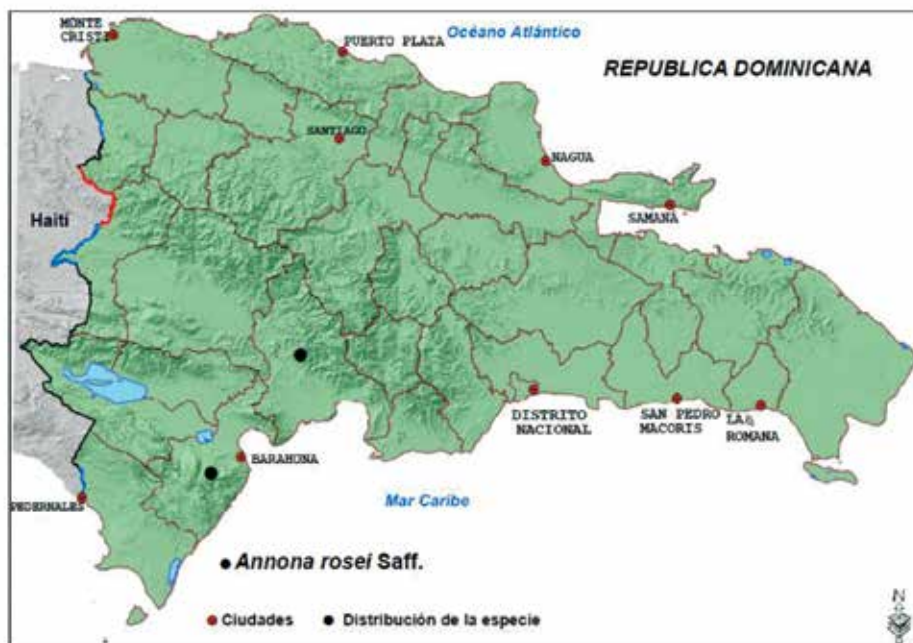 MONTE
CRISTI
Océano Atlántico
PUERTO PLATA
REPUBLICA DOMINICANA
SANTIAGO
NAGUA
Haití
SAMANA
DISTRITO
NACIONAL
SAN PEDRO
MACORIS
LA
ROMANA
BARAHONA
PEDERNALES
Mar Caribe
Annona rosei Saff.
Ciudades
Distribución de la especie
N